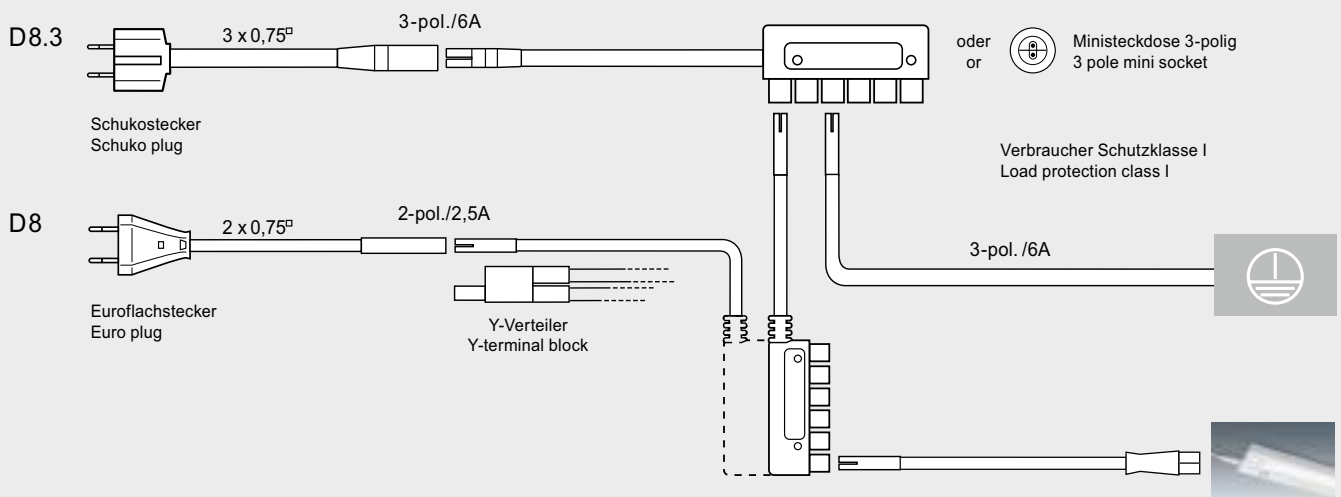 D8.3
3 x 0,75□
3-pol./6A
oder
or
Ministeckdose 3-polig
3 pole mini socket
Schukostecker
Schuko plug
Verbraucher Schutzklasse I
Load protection class I
D8
2 x 0,75□
2-pol./2,5A
3-pol. /6A
Euroflachstecker
Euro plug
Y-Verteiler
Y-terminal block